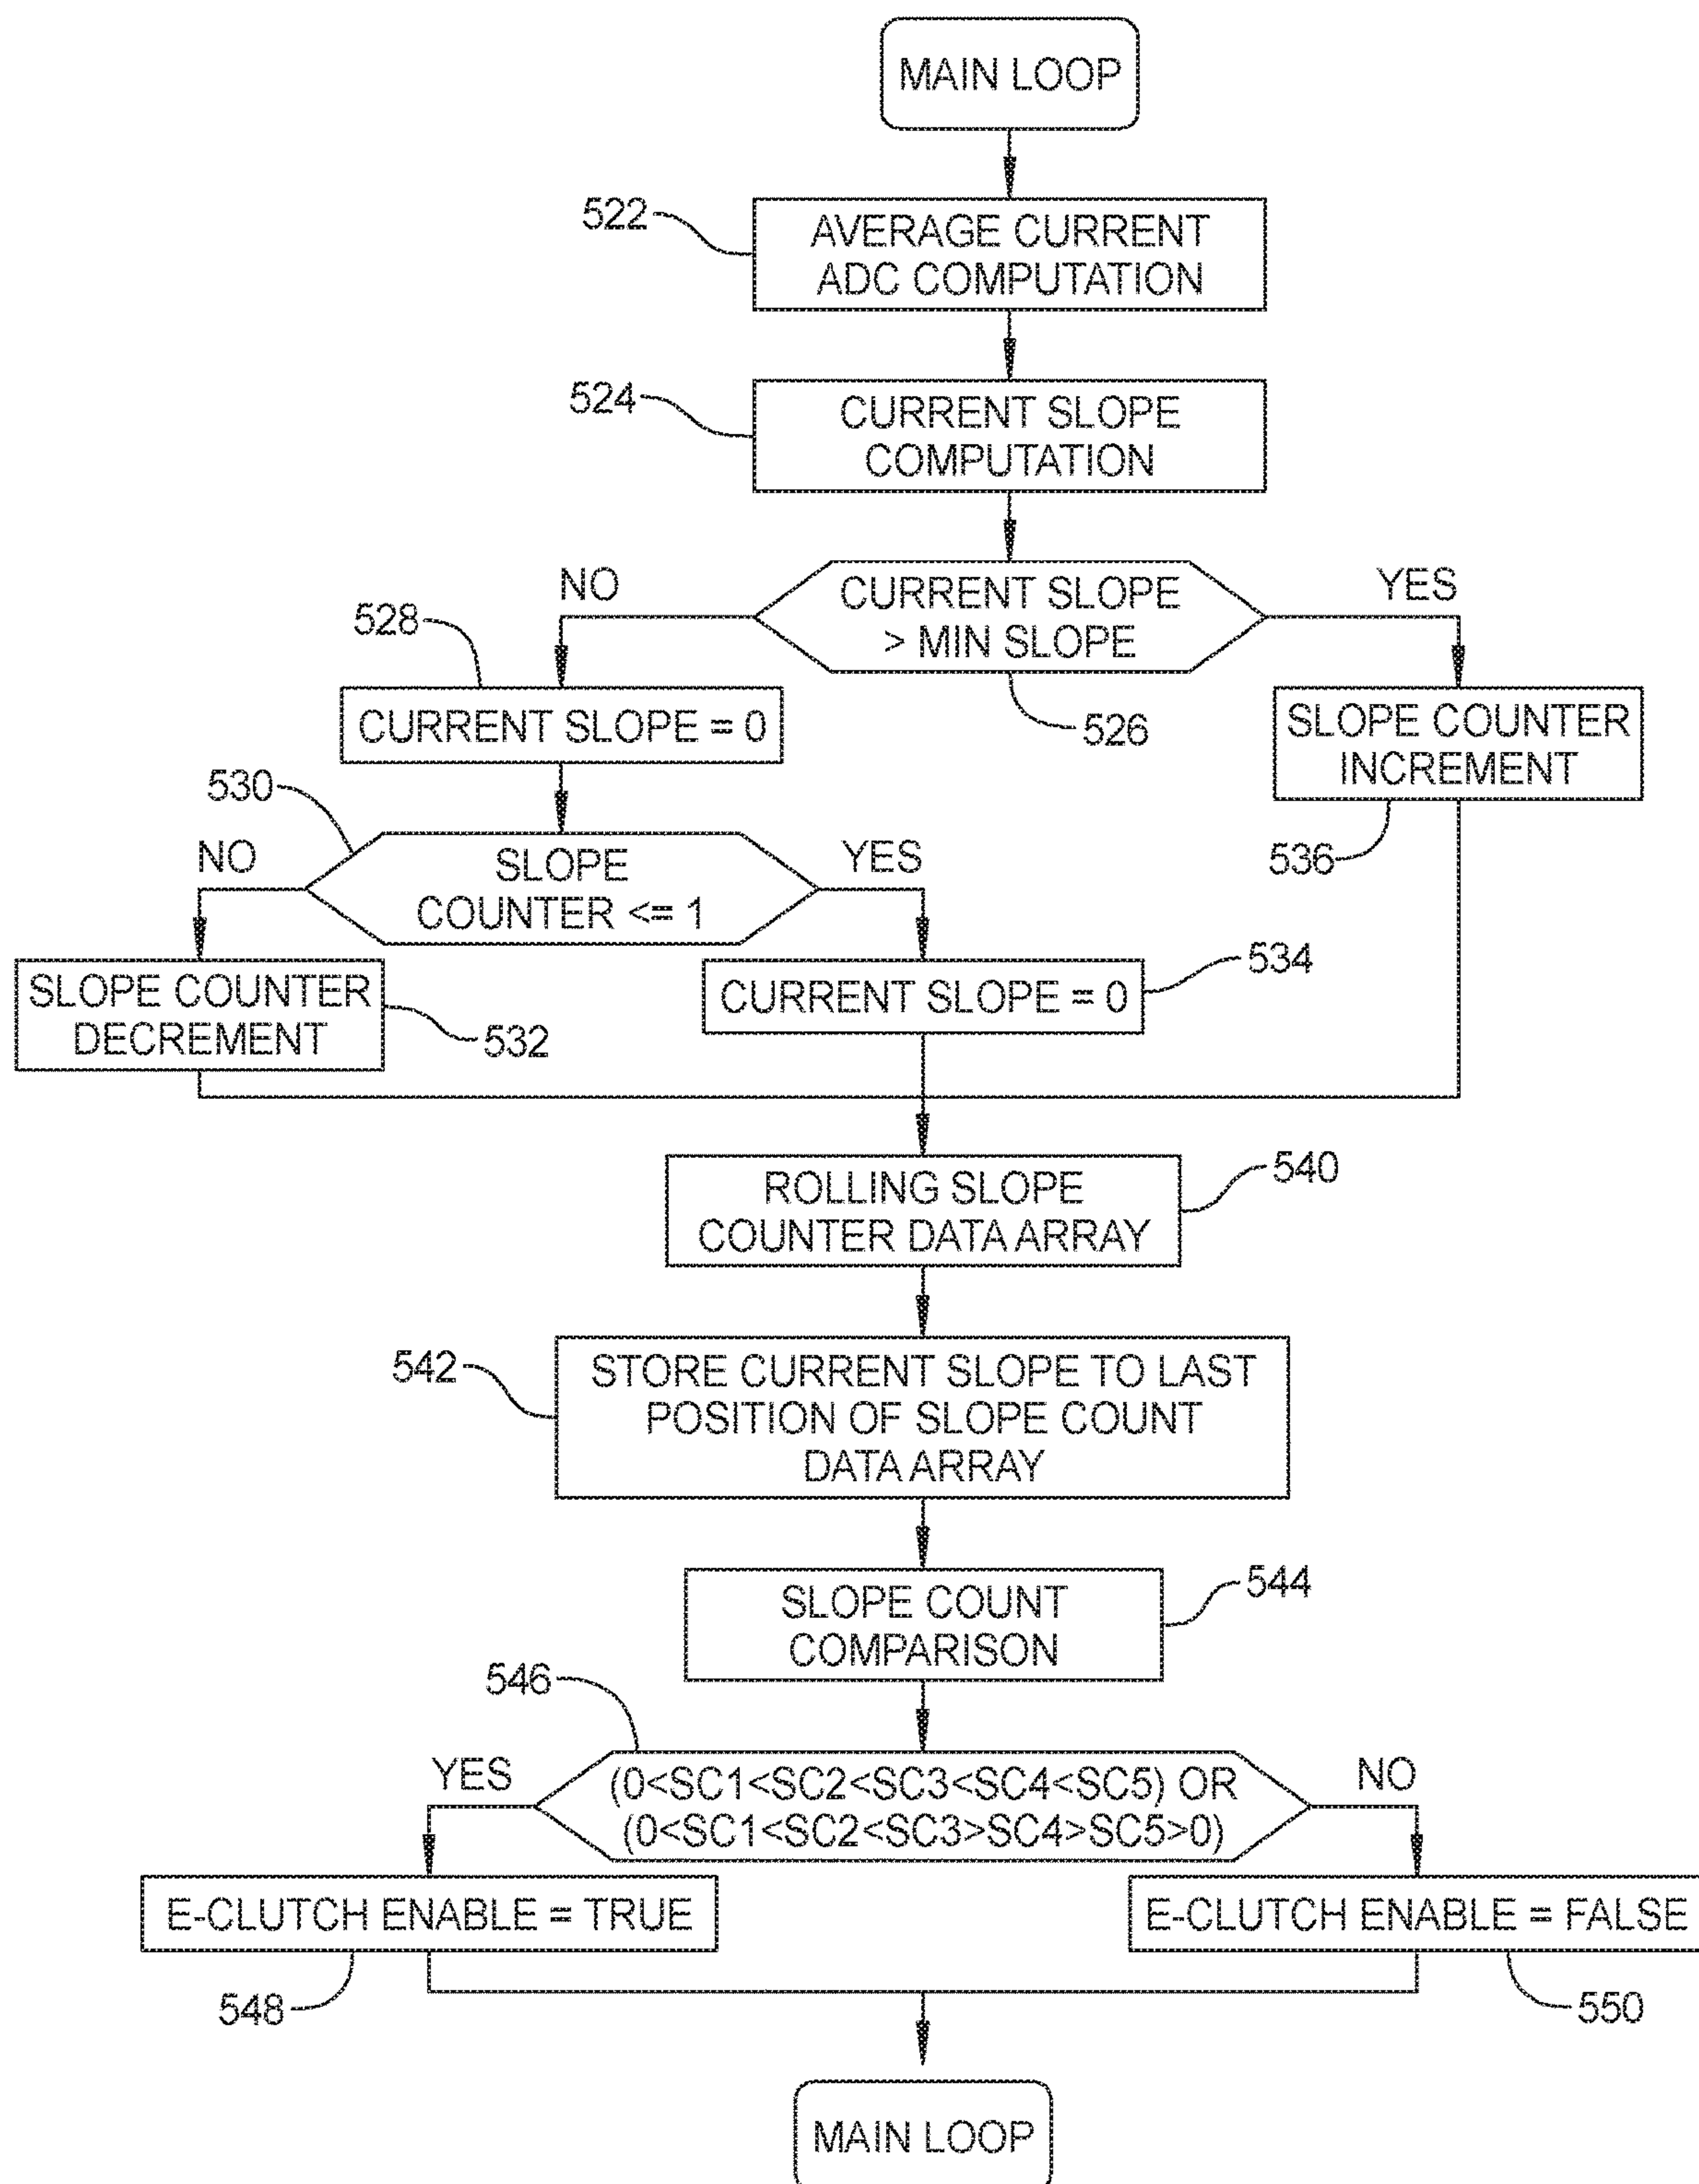 MAIN LOOP
522
AVERAGE CURRENT
ADC COMPUTATION
524
CURRENT SLOPE
COMPUTATION
NO
YES
CURRENT SLOPE
> MIN SLOPE
526
528
CURRENT SLOPE = 0
SLOPE COUNTER
INCREMENT
536
530
NO
YES
SLOPE
COUNTER <= 1
SLOPE COUNTER
DECREMENT
532
CURRENT SLOPE = 0
534
ROLLING SLOPE
COUNTER DATA ARRAY
540
542
STORE CURRENT SLOPE TO LAST
POSITION OF SLOPE COUNT
DATA ARRAY
SLOPE COUNT
COMPARISON
544
546
YES
NO
(0<SC1<SC2<SC3<SC4<SC5) OR
(0<SC1<SC2<SC3>SC4>SC5>0)
E-CLUTCH ENABLE = TRUE
548
E-CLUTCH ENABLE = FALSE
550
MAIN LOOP